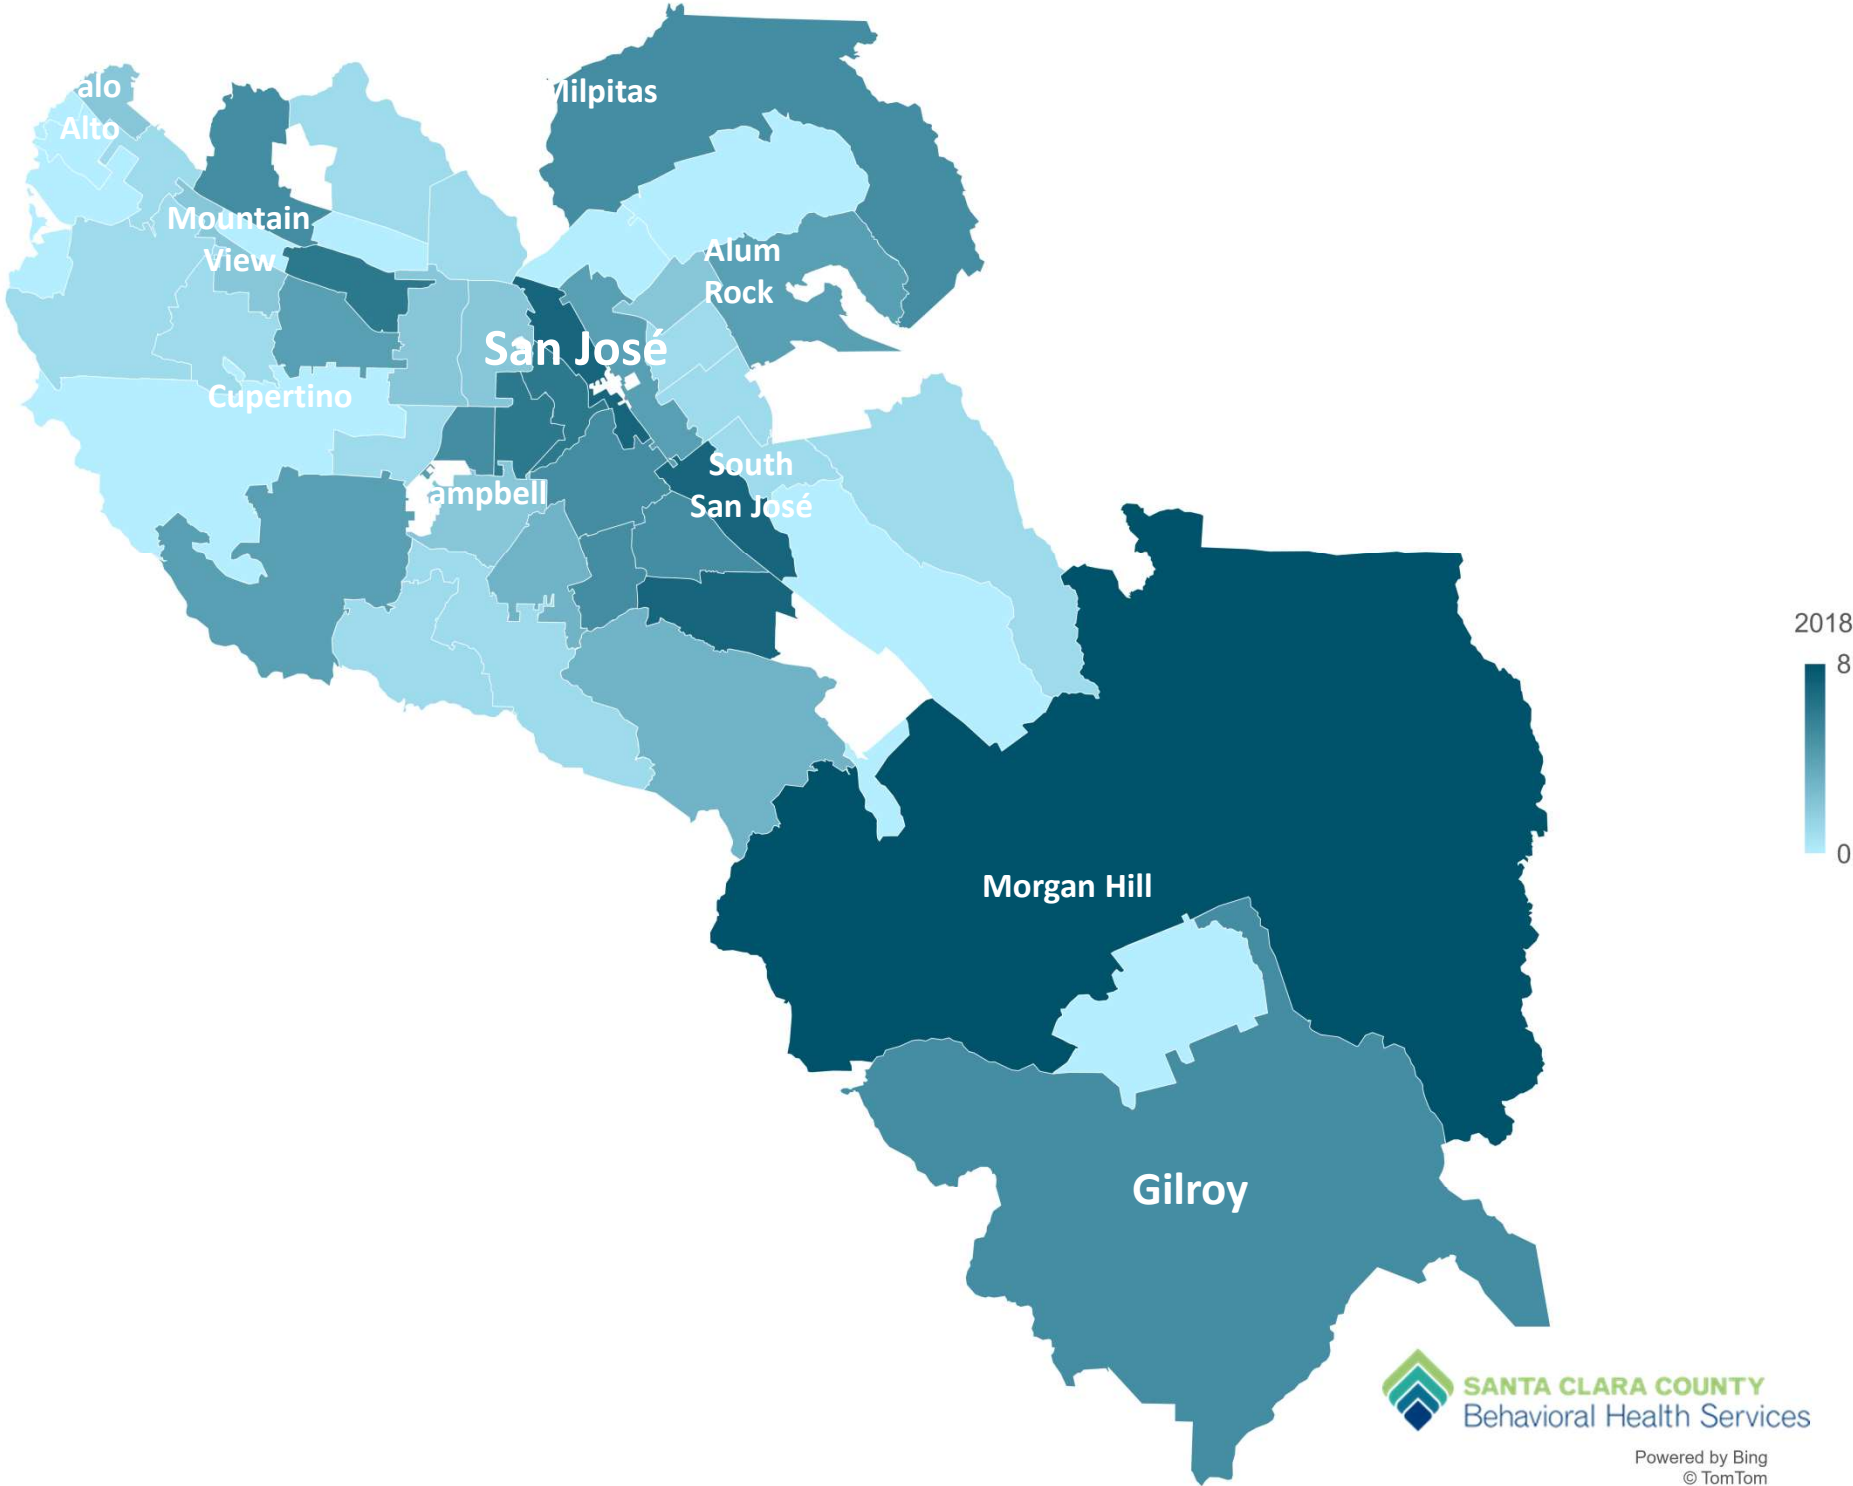 alo
Alto
Milpitas
Mountain
View
Alum
Rock
San José
Cupertino
South
San José
ampbell
2018
8
0
Morgan Hill
Gilroy
SANTA CLARA COUNTY
Behavioral Health Services
Powered by Bing
© TomTom